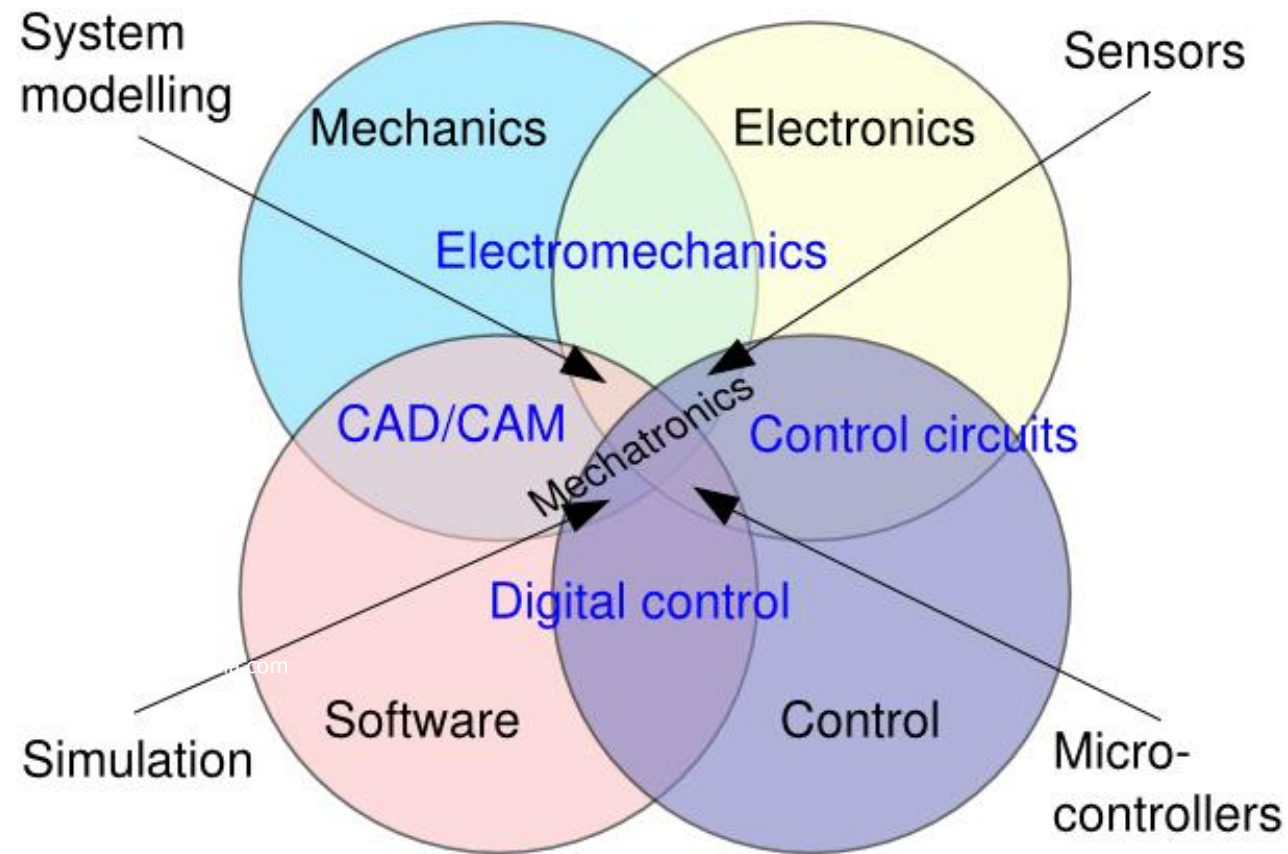 System
modelling
Sensors
Mechanics
Electronics
Electromechanics
CAD/CAM
Mechatronics
Control circuits
Digital control
Software
Control
Simulation
Micro-
controllers